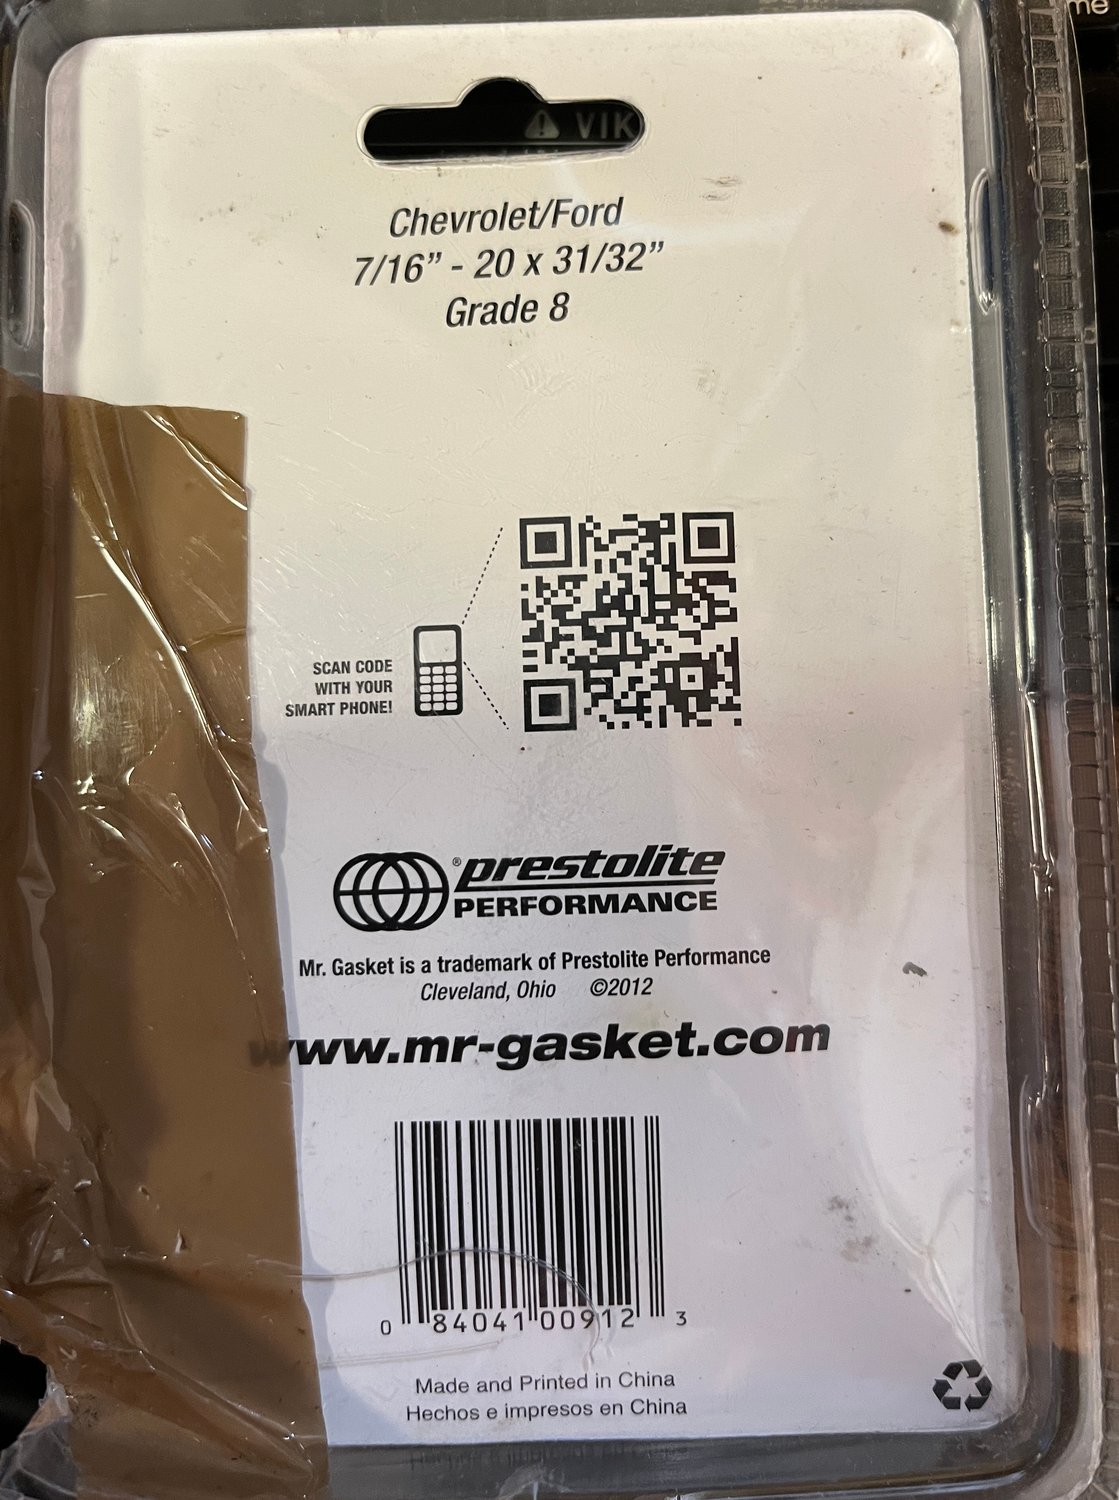 me
VIK
Chevrolet/Ford
7/16” - 20 x 31/32”
Grade 8
SCAN CODE
WITH YOUR
SMART PHONE!
®prestolite
PERFORMANCE
Mr. Gasket is a trademark of Prestolite Performance
Cleveland, Ohio ©2012
www.mr-gasket.com
0 84041 00912 3
Made and Printed in China
Hechos e impresos en China